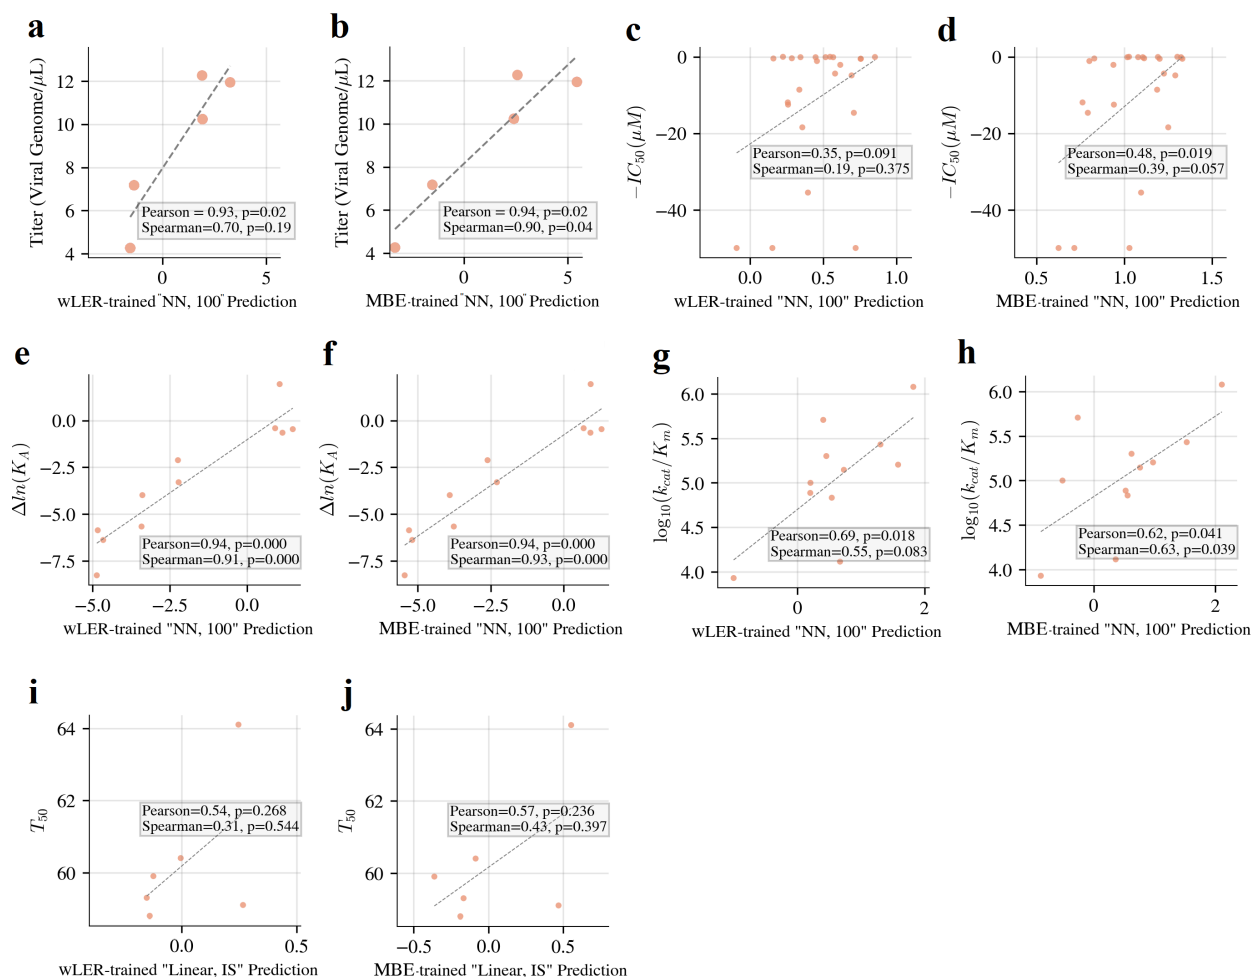 a
Titer (Viral Genome/μL)
12
10
8
6
4
Pearson = 0.93, p=0.02
Spearman=0.70, p=0.19
0
5
wLER-trained "NN, 100" Prediction
b
Titer (Viral Genome/μL)
12
10
8
6
4
Pearson = 0.94, p=0.02
Spearman=0.90, p=0.04
0
5
MBE-trained "NN, 100" Prediction
c
−IC50(μM)
0
−20
−40
Pearson=0.35, p=0.091
Spearman=0.19, p=0.375
0.0
0.5
1.0
wLER-trained "NN, 100" Prediction
d
−IC50(μM)
0
−20
−40
Pearson=0.48, p=0.019
Spearman=0.39, p=0.057
0.5
1.0
1.5
MBE-trained "NN, 100" Prediction
e
Δln(KA)
0.0
−2.5
−5.0
−7.5
Pearson=0.94, p=0.000
Spearman=0.91, p=0.000
−5.0
−2.5
0.0
wLER-trained "NN, 100" Prediction
f
Δln(KA)
0.0
−2.5
−5.0
−7.5
Pearson=0.94, p=0.000
Spearman=0.93, p=0.000
−5.0
−2.5
0.0
MBE-trained "NN, 100" Prediction
g
log10(kcat/Km)
6.0
5.5
5.0
4.5
4.0
Pearson=0.69, p=0.018
Spearman=0.55, p=0.083
0
2
wLER-trained "NN, 100" Prediction
h
log10(kcat/Km)
6.0
5.5
5.0
4.5
4.0
Pearson=0.62, p=0.041
Spearman=0.63, p=0.039
0
2
MBE-trained "NN, 100" Prediction
i
T50
64
62
60
Pearson=0.54, p=0.268
Spearman=0.31, p=0.544
0.0
0.5
wLER-trained "Linear, IS" Prediction
j
T50
64
62
60
Pearson=0.57, p=0.236
Spearman=0.43, p=0.397
−0.5
0.0
0.5
MBE-trained "Linear, IS" Prediction